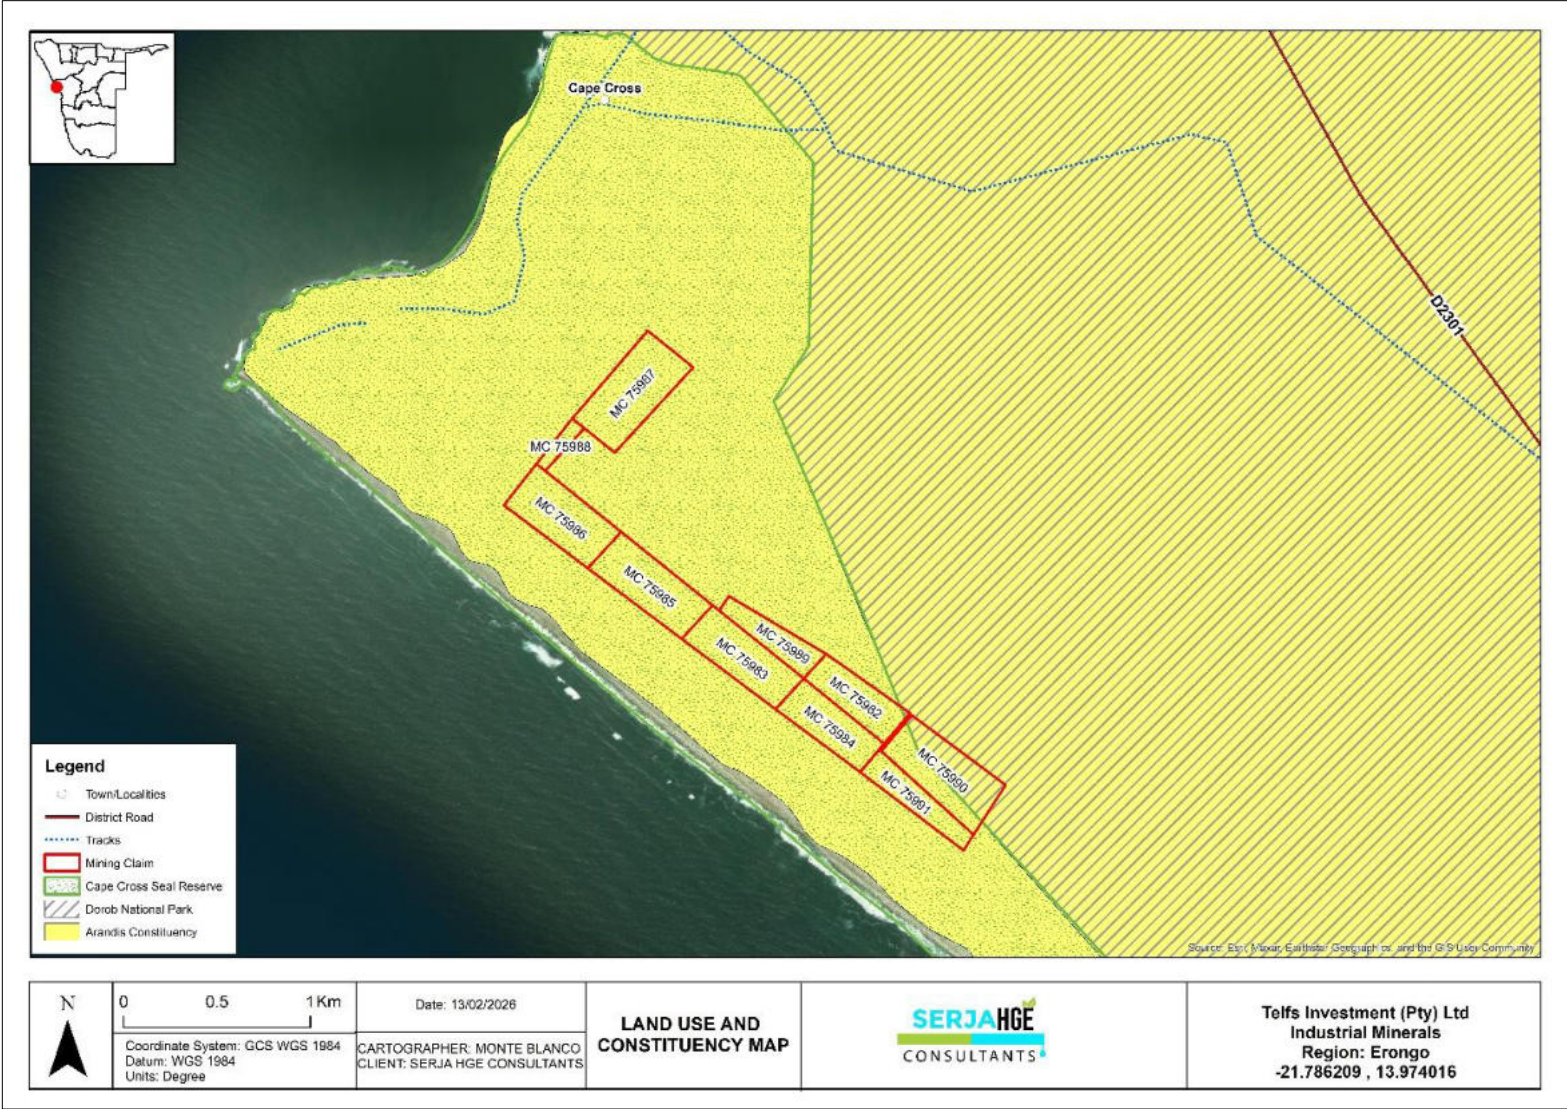 Cape Cross
D2301
MC 75987
MC 75988
MC 75986
MC 75985
MC 75989
MC 75983
MC 75982
MC 75984
MC 75990
MC 75991
Legend
Town/Localities
District Road
Tracks
Mining Claim
Cape Cross Seal Reserve
Dorob National Park
Arandis Constituency
Source: Esri, Maxar, Earthstar Geographics, and the GIS User Community
N
0 0.5 1 Km
Coordinate System: GCS WGS 1984
Datum: WGS 1984
Units: Degree
Date: 13/02/2026
CARTOGRAPHER: MONTE BLANCO
CLIENT: SERJA HGE CONSULTANTS
LAND USE AND
CONSTITUENCY MAP
SERJAHGE
CONSULTANTS
Telfs Investment (Pty) Ltd
Industrial Minerals
Region: Erongo
-21.786209 , 13.974016